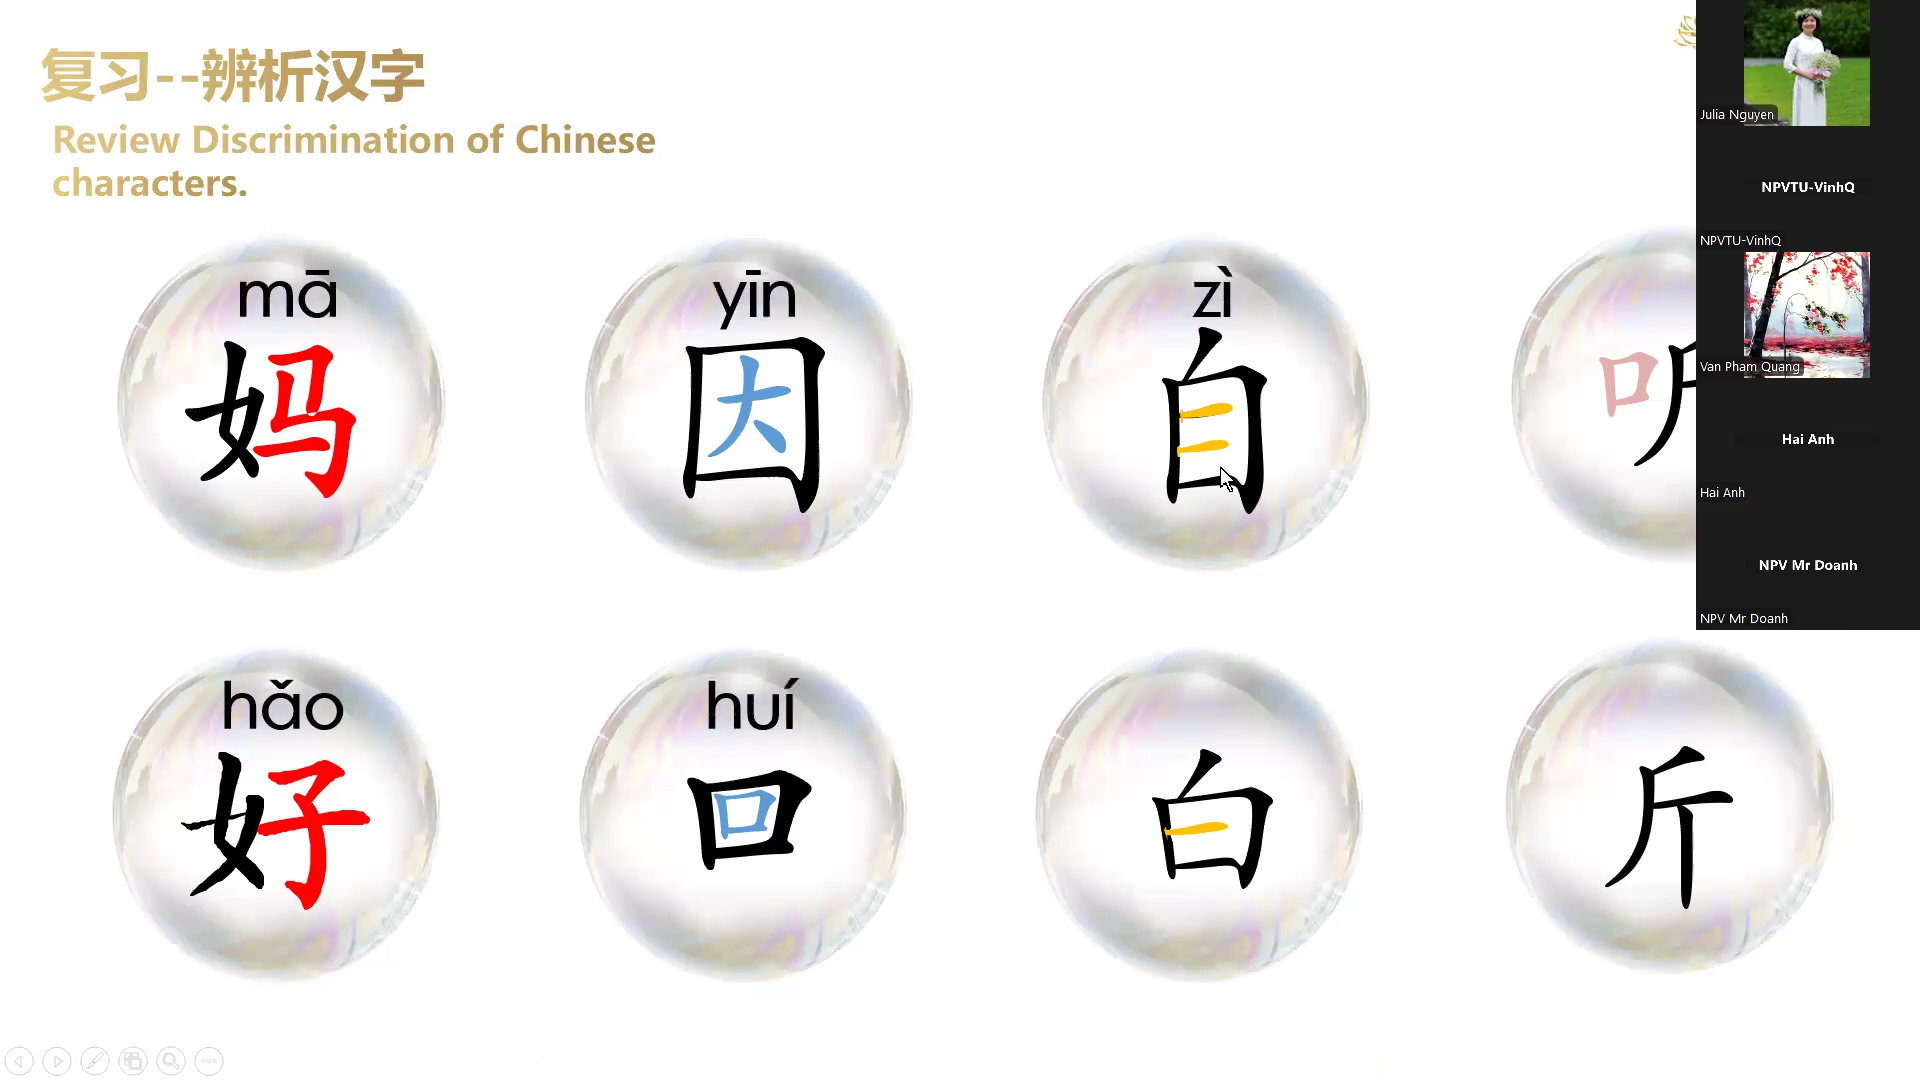 复习--辨析汉字
Review Discrimination of Chinese
characters.
mā
妈
yīn
因
zì
自
听
hǎo
好
huí
回
白
斤
Julia Nguyen
NPVTU-VinhQ
NPVTU-VinhQ
Van Pham Quang
Hai Anh
Hai Anh
NPV Mr Doanh
NPV Mr Doanh